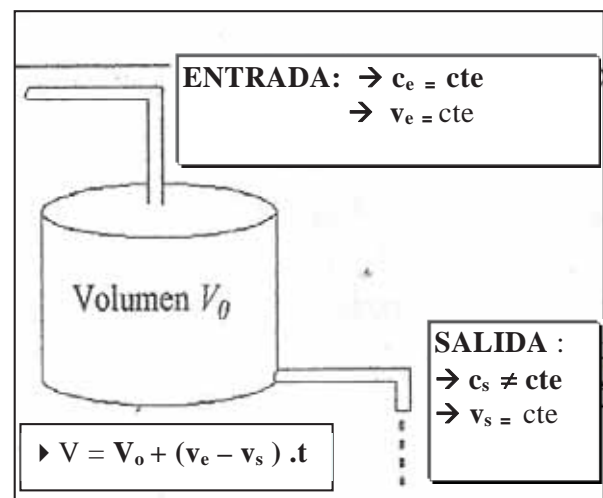 ENTRADA: → cₑ = cte
→ vₑ = cte
Volumen V₀
SALIDA :
→ cₛ ≠ cte
→ vₛ = cte
▸ V = Vₒ + (vₑ – vₛ ) .t